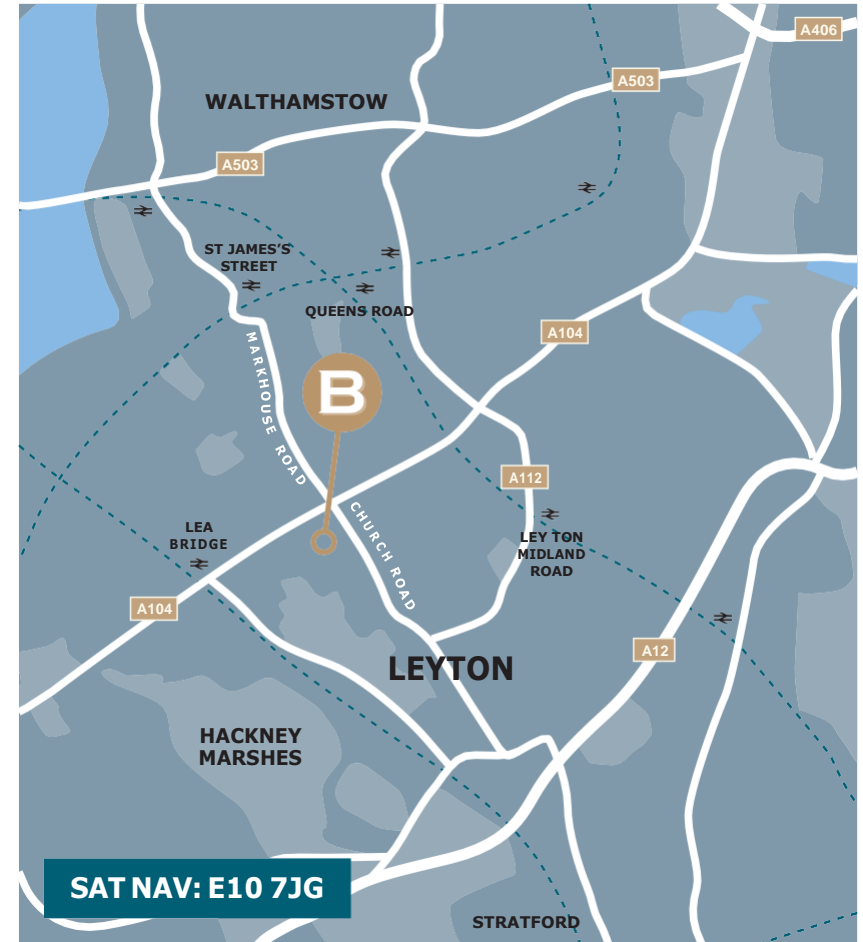 A406
A503
WALTHAMSTOW
A503
ST JAMES'S
STREET
QUEENS ROAD
A104
MARKHOUSE ROAD
B
A112
CHURCH ROAD
LEA
BRIDGE
LEY TON
MIDLAND
ROAD
A104
A12
LEYTON
HACKNEY
MARSHES
SAT NAV: E10 7JG
STRATFORD